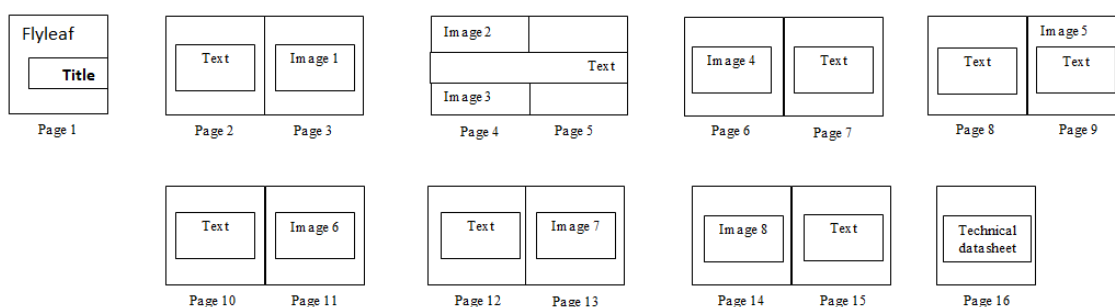 Flyleaf
Title
Page 1
Text
Image 1
Page 2
Page 3
Image 2
Text
Image 3
Page 4
Page 5
Image 4
Text
Page 6
Page 7
Text
Image 5
Text
Page 8
Page 9
Text
Image 6
Page 10
Page 11
Text
Image 7
Page 12
Page 13
Image 8
Text
Page 14
Page 15
Technical
datasheet
Page 16